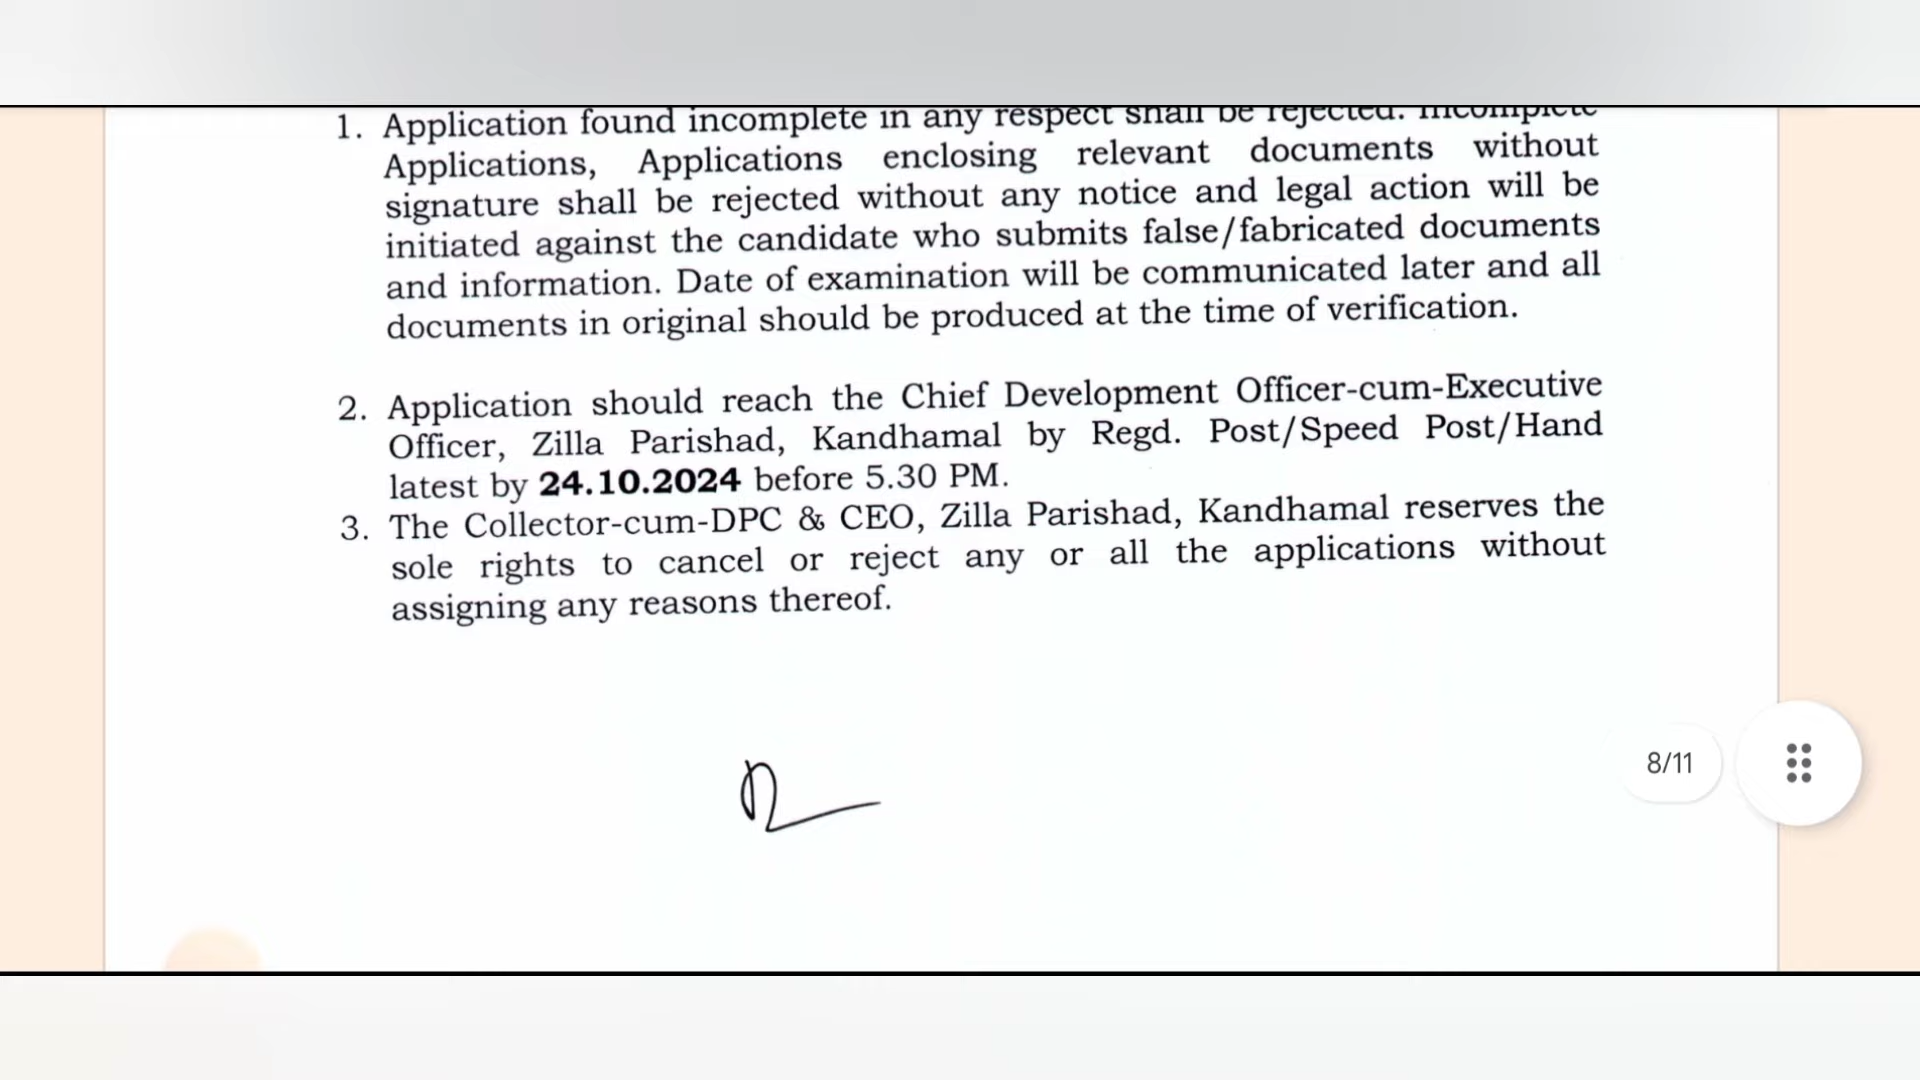 1. Application found incomplete in any respect shall be rejected. Incomplete
Applications, Applications enclosing relevant documents without
signature shall be rejected without any notice and legal action will be
initiated against the candidate who submits false/fabricated documents
and information. Date of examination will be communicated later and all
documents in original should be produced at the time of verification.
2. Application should reach the Chief Development Officer-cum-Executive
Officer, Zilla Parishad, Kandhamal by Regd. Post/Speed Post/Hand
latest by 24.10.2024 before 5.30 PM.
3. The Collector-cum-DPC & CEO, Zilla Parishad, Kandhamal reserves the
sole rights to cancel or reject any or all the applications without
assigning any reasons thereof.
8/11